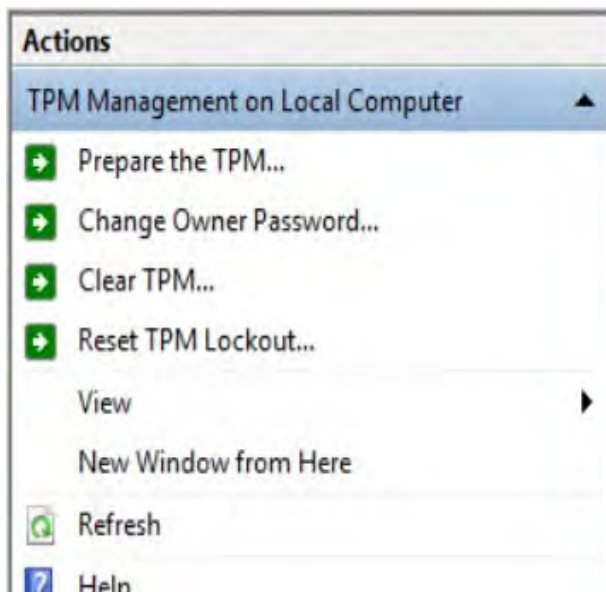 Actions
TPM Management on Local Computer
Prepare the TPM...
Change Owner Password...
Clear TPM...
Reset TPM Lockout...
View
New Window from Here
Refresh
Help